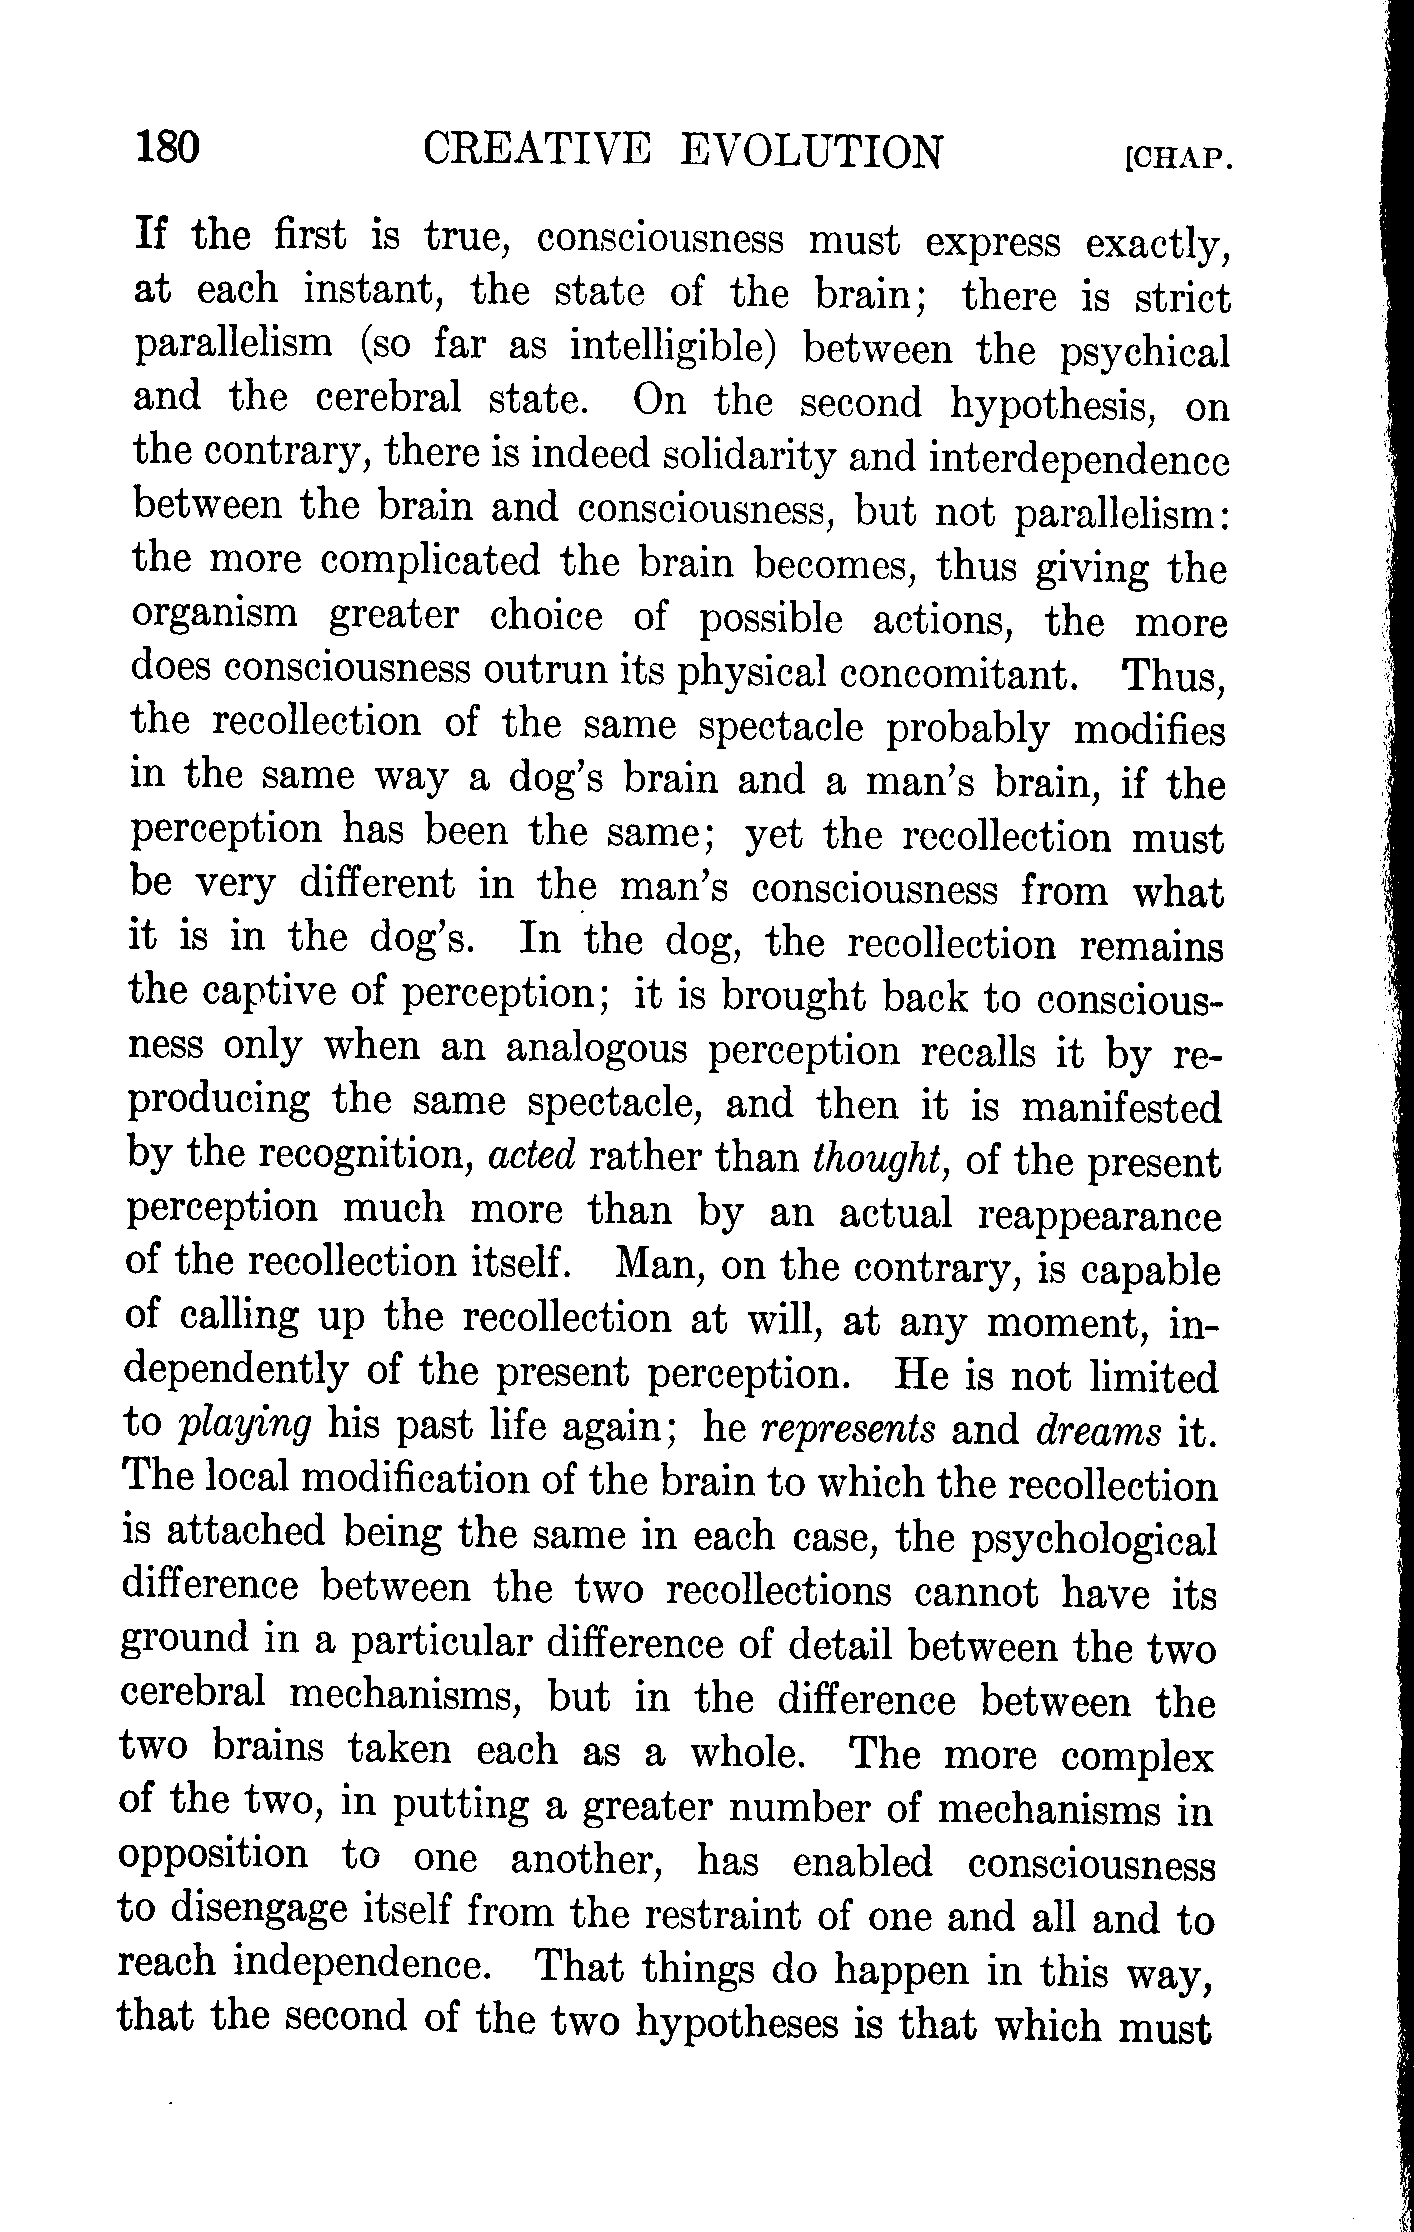 180 CREATIVE EVOLUTION [CHAP.
If the first is true, consciousness must express exactly,
at each instant, the state of the brain; there is strict
parallelism (so far as intelligible) between the psychical
and the cerebral state. On the second hypothesis, on
the contrary, there is indeed solidarity and interdependence
between the brain and consciousness, but not parallelism:
the more complicated the brain becomes, thus giving the
organism greater choice of possible actions, the more
does consciousness outrun its physical concomitant. Thus,
the recollection of the same spectacle probably modifies
in the same way a dog's brain and a man's brain, if the
perception has been the same; yet the recollection must
be very different in the man's consciousness from what
it is in the dog's. In the dog, the recollection remains
the captive of perception; it is brought back to conscious-
ness only when an analogous perception recalls it by re-
producing the same spectacle, and then it is manifested
by the recognition, acted rather than thought, of the present
perception much more than by an actual reappearance
of the recollection itself. Man, on the contrary, is capable
of calling up the recollection at will, at any moment, in-
dependently of the present perception. He is not limited
to playing his past life again; he represents and dreams it.
The local modification of the brain to which the recollection
is attached being the same in each case, the psychological
difference between the two recollections cannot have its
ground in a particular difference of detail between the two
cerebral mechanisms, but in the difference between the
two brains taken each as a whole. The more complex
of the two, in putting a greater number of mechanisms in
opposition to one another, has enabled consciousness
to disengage itself from the restraint of one and all and to
reach independence. That things do happen in this way,
that the second of the two hypotheses is that which must